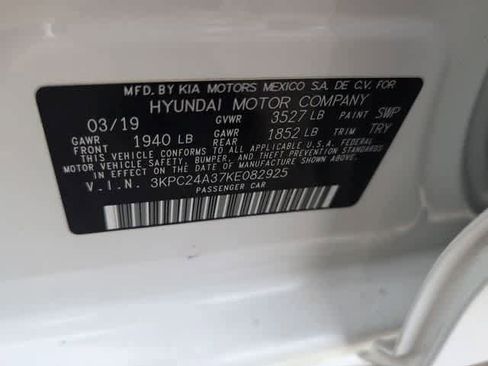 MFD. BY KIA MOTORS MEXICO S.A. DE C.V. FOR
HYUNDAI MOTOR COMPANY
03/19 GVWR 3527 LB PAINT SWP
GAWR FRONT 1940 LB GAWR REAR 1852 LB TRIM TRY
THIS VEHICLE CONFORMS TO ALL APPLICABLE U.S.A. FEDERAL
MOTOR VEHICLE SAFETY, BUMPER, AND THEFT PREVENTION STANDARDS
IN EFFECT ON THE DATE OF MANUFACTURE SHOWN ABOVE.
V.I.N. 3KPC24A37KE082925
PASSENGER CAR